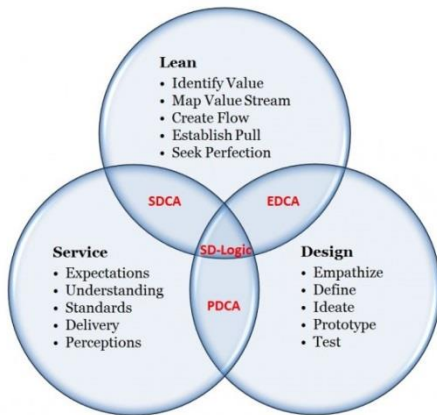 Lean
• Identify Value
• Map Value Stream
• Create Flow
• Establish Pull
• Seek Perfection
SDCA
EDCA
SD-Logic
Service
• Expectations
• Understanding
• Standards
• Delivery
• Perceptions
PDCA
Design
• Empathize
• Define
• Ideate
• Prototype
• Test